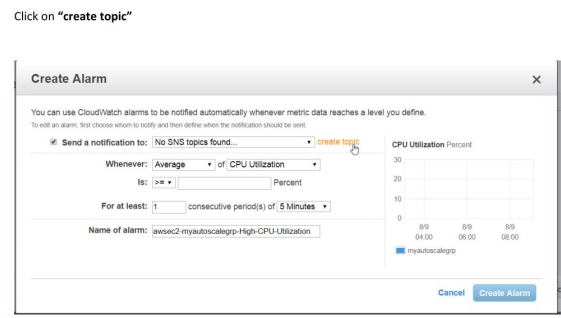 Click on “create topic”
Create Alarm ×
You can use CloudWatch alarms to be notified automatically whenever metric data reaches a level you define.
To edit an alarm, first choose whom to notify and then define when the notification should be sent.
Send a notification to: No SNS topics found... create topic
Whenever: Average of CPU Utilization
Is: >= Percent
For at least: 1 consecutive period(s) of 5 Minutes
Name of alarm: awsec2-myautoscalegrp-High-CPU-Utilization
CPU Utilization Percent
30
20
10
0
8/9 8/9 8/9
04:00 06:00 08:00
myautoscalegrp
Cancel Create Alarm